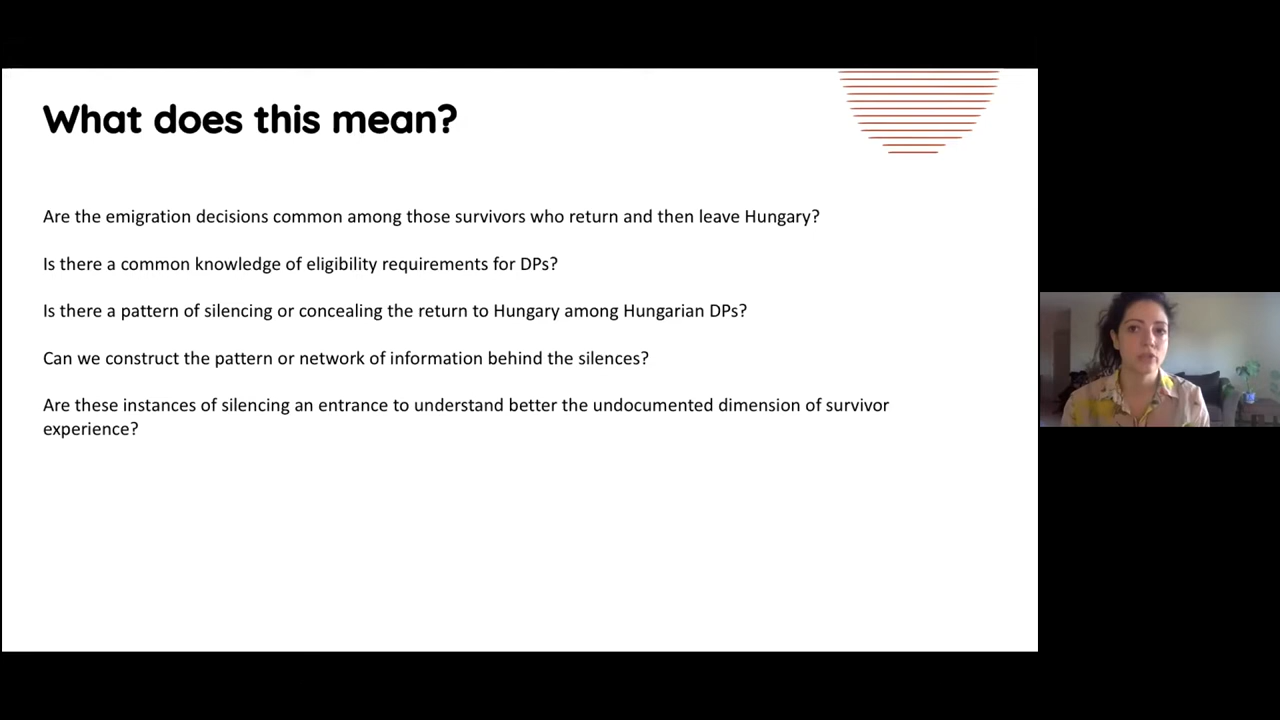 What does this mean?
Are the emigration decisions common among those survivors who return and then leave Hungary?
Is there a common knowledge of eligibility requirements for DPs?
Is there a pattern of silencing or concealing the return to Hungary among Hungarian DPs?
Can we construct the pattern or network of information behind the silences?
Are these instances of silencing an entrance to understand better the undocumented dimension of survivor
experience?